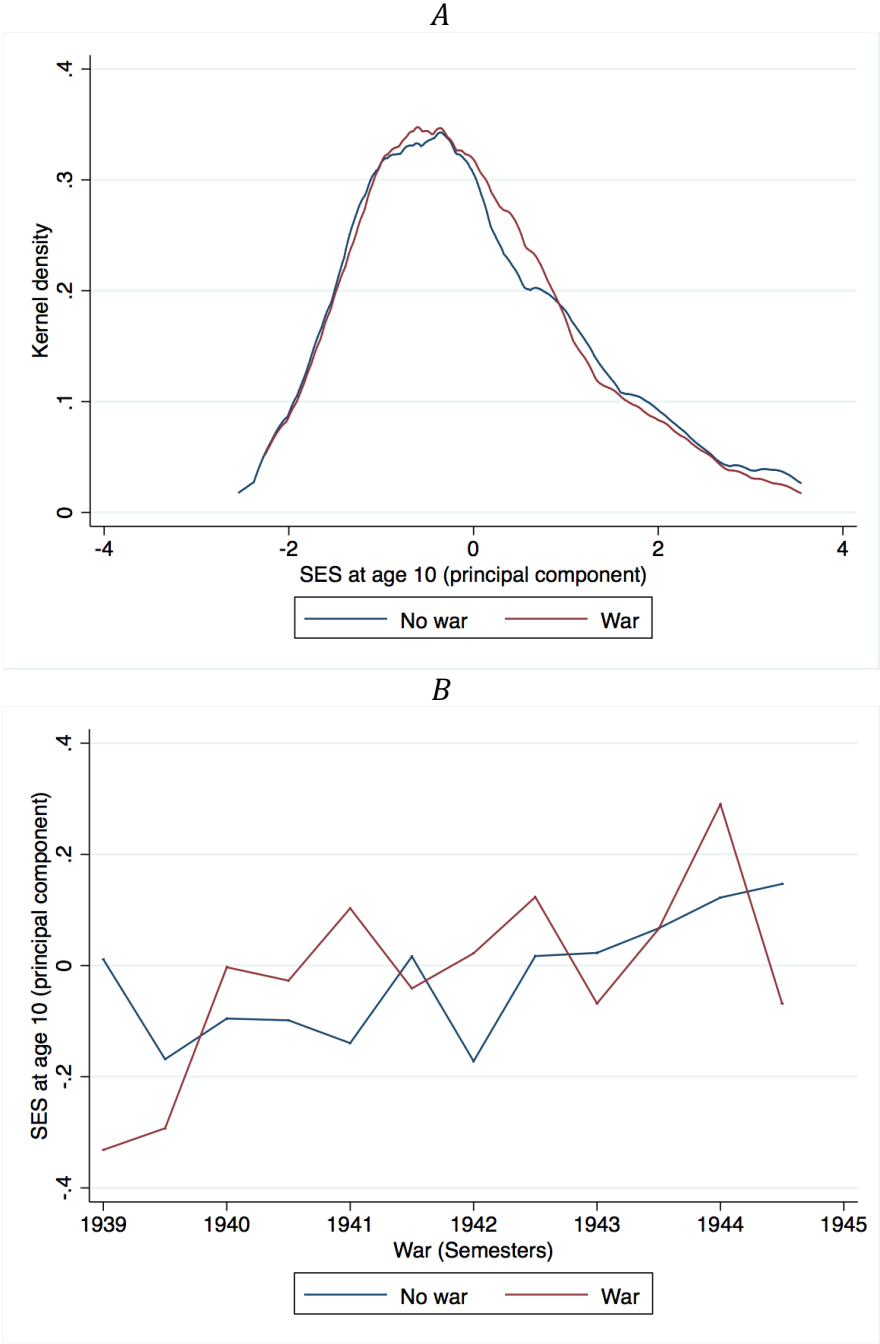 A
.4
.3
.2
.1
0
Kernel density
-4 -2 0 2 4
SES at age 10 (principal component)
No war War
B
.4
.2
0
-.2
-.4
SES at age 10 (principal component)
1939 1940 1941 1942 1943 1944 1945
War (Semesters)
No war War